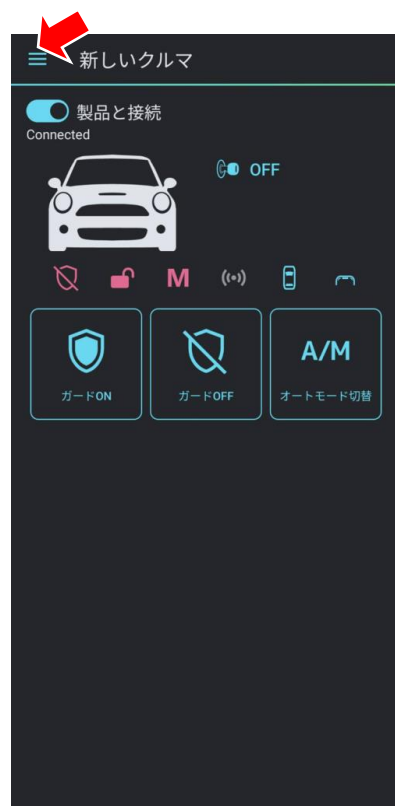 新しいクルマ
製品と接続
Connected
OFF
M
ガードON
ガードOFF
A/M
オートモード切替